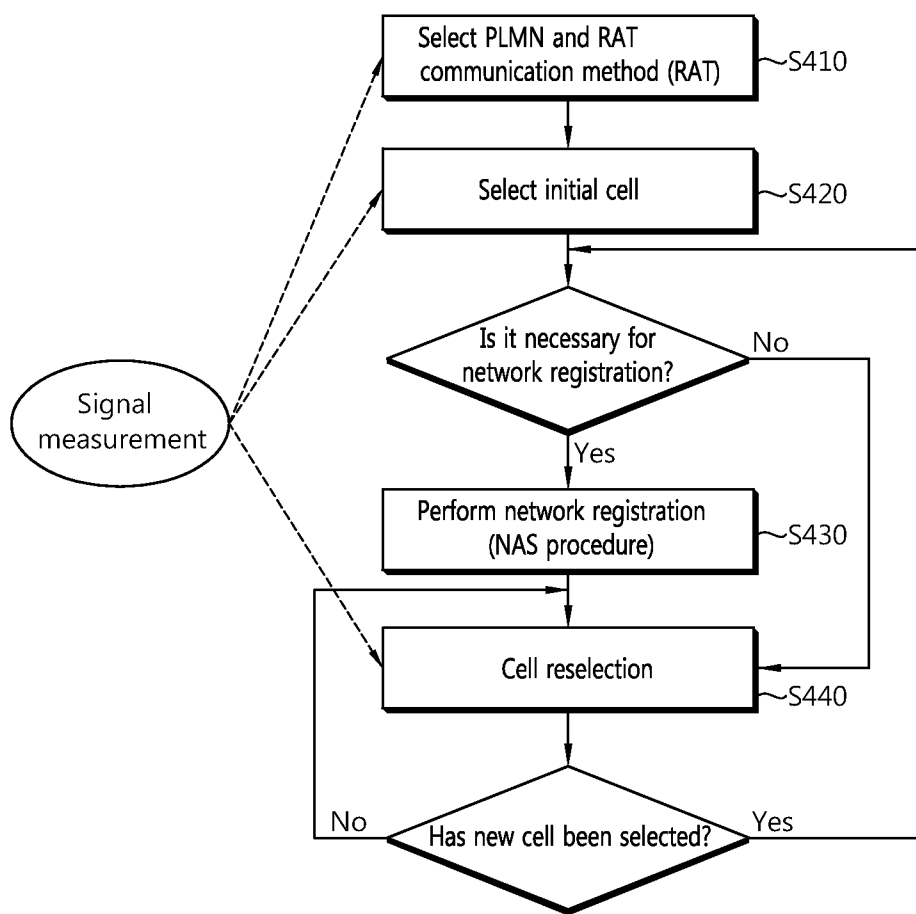 Select PLMN and RAT
communication method (RAT)
S410
Select initial cell
S420
Is it necessary for
network registration?
No
Signal
measurement
Yes
Perform network registration
(NAS procedure)
S430
Cell reselection
S440
No
Has new cell been selected?
Yes